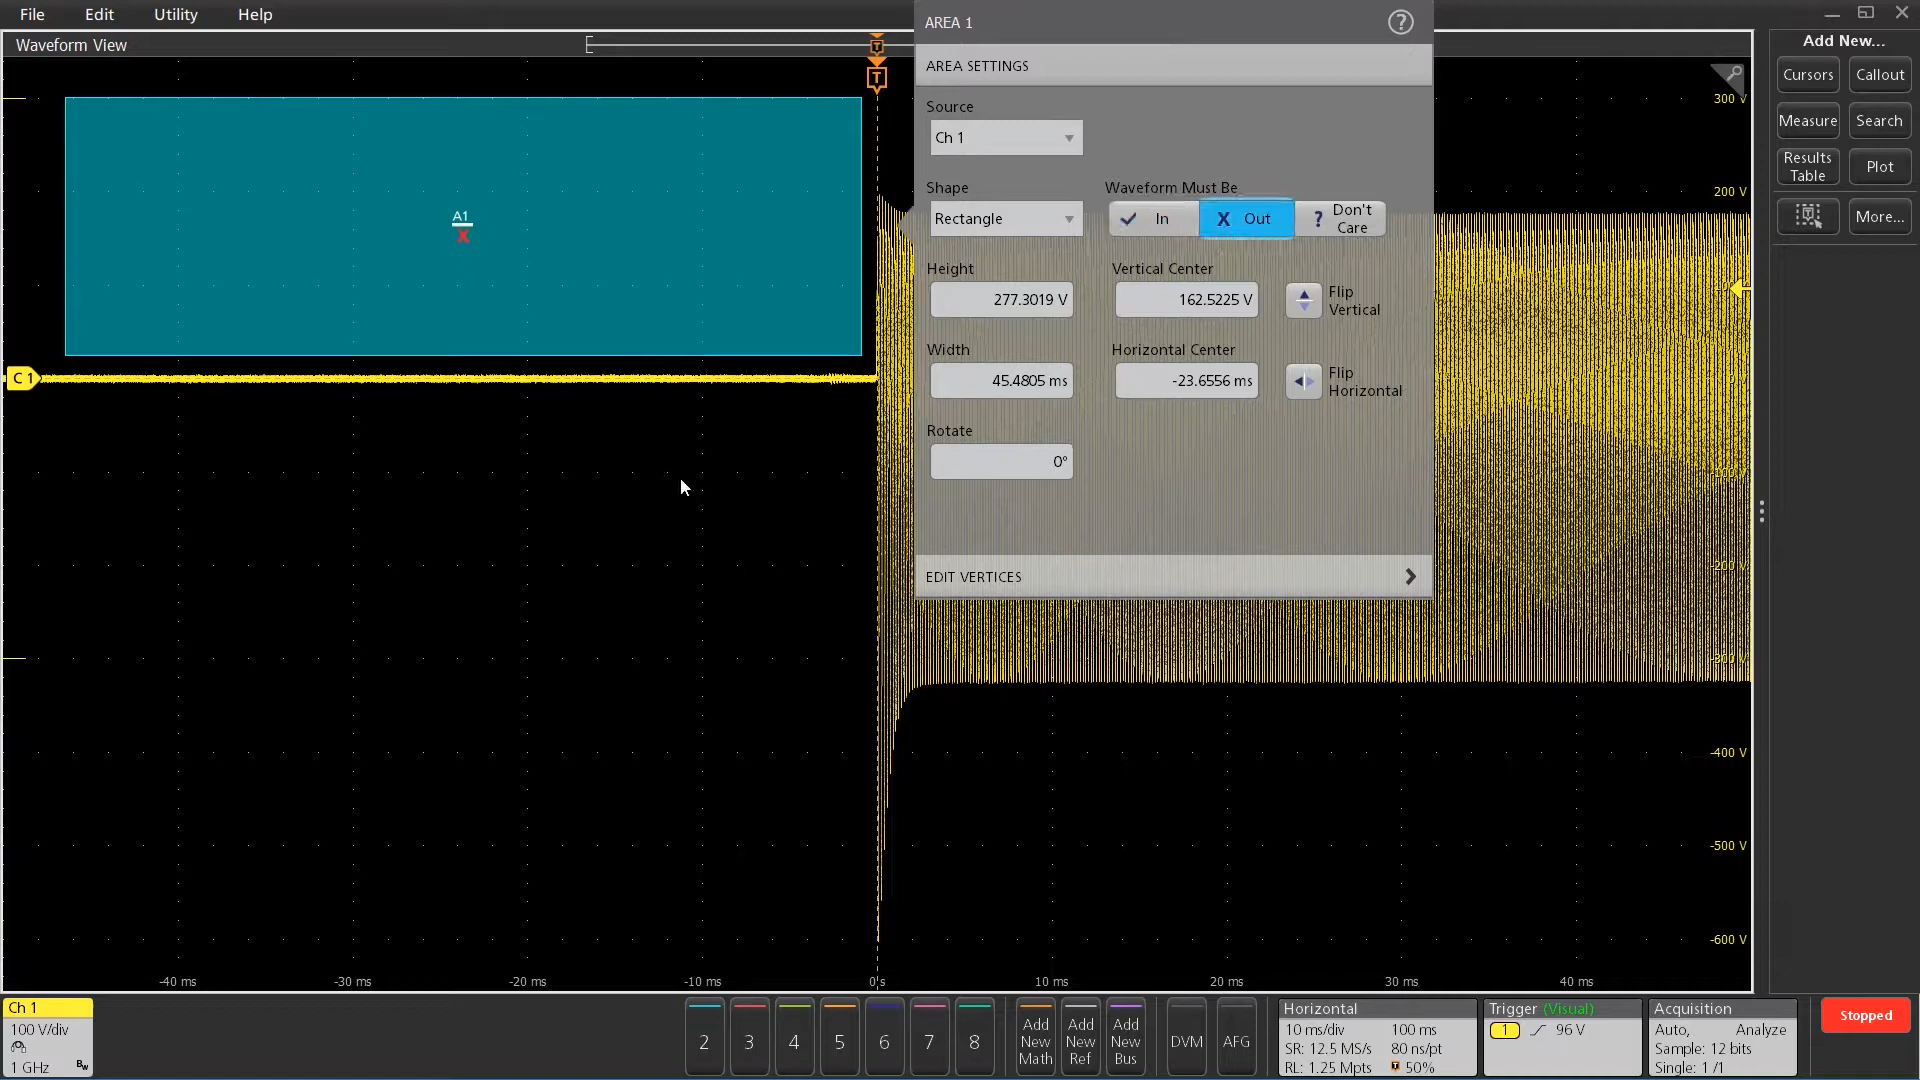 File Edit Utility Help
Waveform View
T
T
AREA 1
?
AREA SETTINGS
Source
Ch 1
Shape
Rectangle
Waveform Must Be
In
X Out
? Don't Care
Height
277.3019 V
Vertical Center
162.5225 V
Flip Vertical
Width
45.4805 ms
Horizontal Center
-23.6556 ms
Flip Horizontal
Rotate
0°
EDIT VERTICES
A1
X
C 1
300 V
200 V
-200 V
-300 V
-400 V
-500 V
-600 V
-40 ms
-30 ms
-20 ms
-10 ms
0 s
10 ms
20 ms
30 ms
40 ms
Add New...
Cursors
Callout
Measure
Search
Results Table
Plot
More...
Ch 1
100 V/div
1 GHz
Bw
2
3
4
5
6
7
8
Add New Math
Add New Ref
Add New Bus
DVM
AFG
Horizontal
10 ms/div 100 ms
SR: 12.5 MS/s 80 ns/pt
RL: 1.25 Mpts 50%
Trigger (Visual)
1 96 V
Acquisition
Auto, Analyze
Sample: 12 bits
Single: 1 /1
Stopped